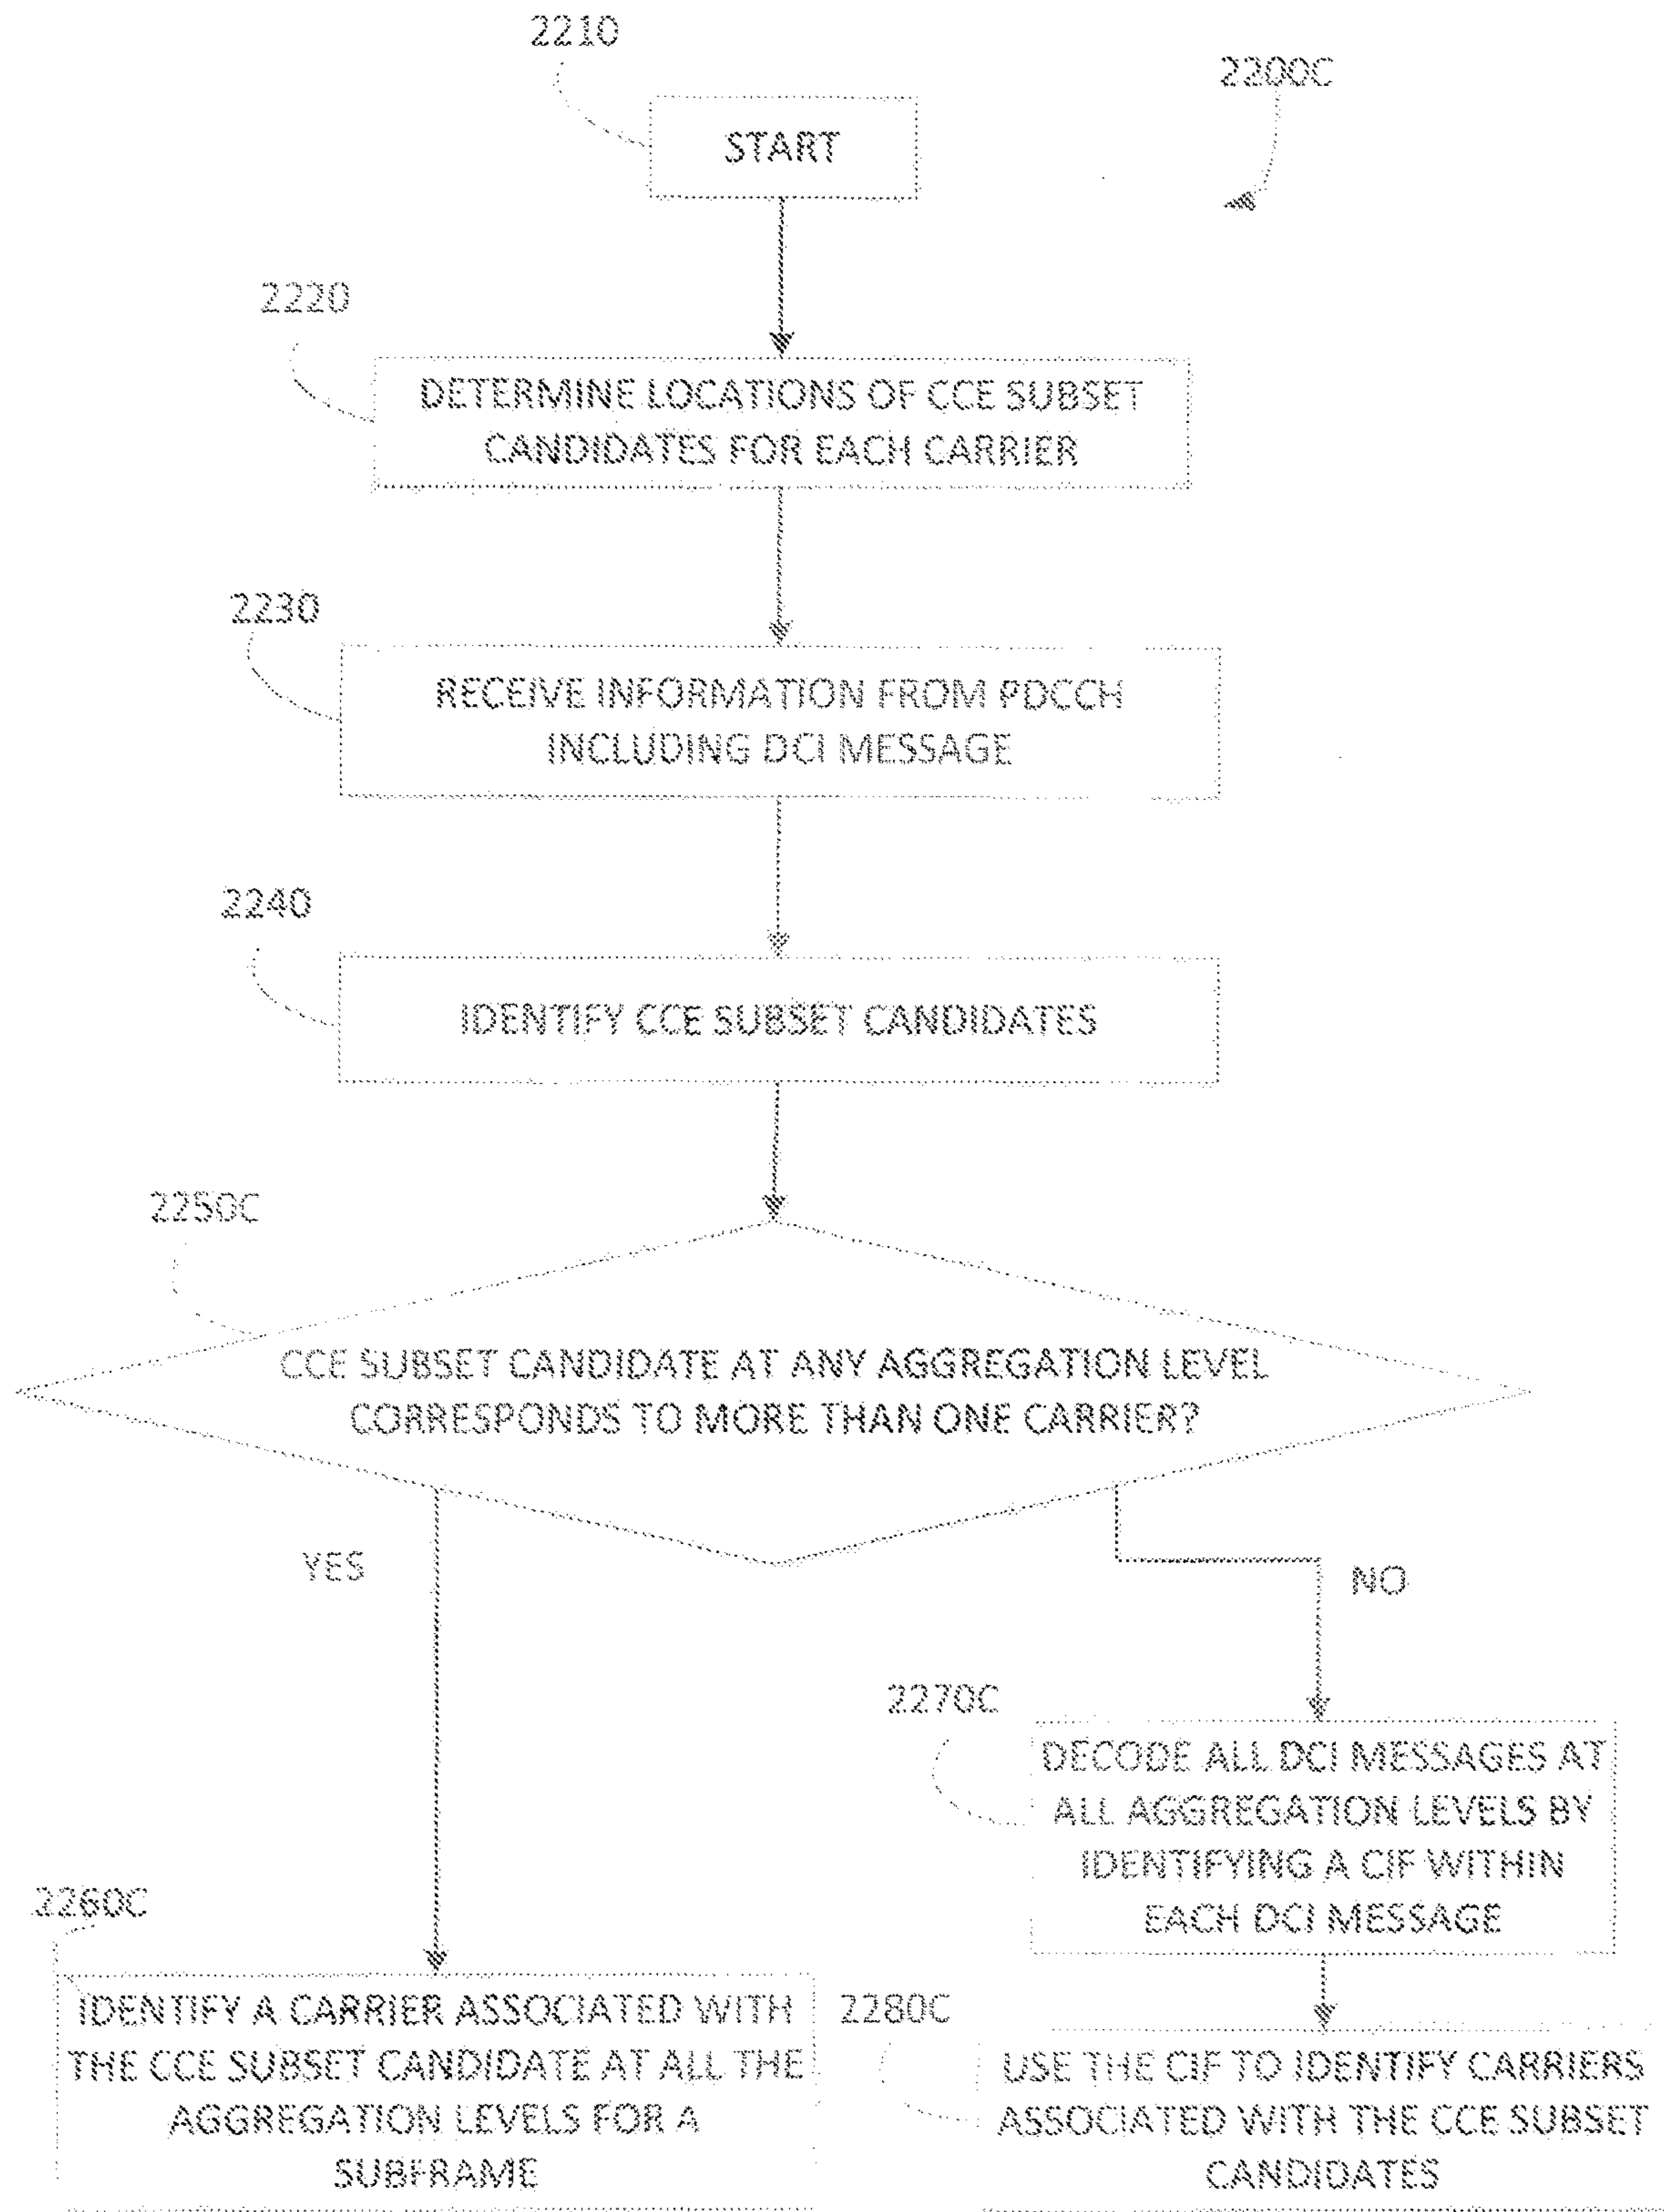 2210
2200C
START
2220
DETERMINE LOCATIONS OF CCE SUBSET
CANDIDATES FOR EACH CARRIER
2230
RECEIVE INFORMATION FROM PDCCH
INCLUDING DCI MESSAGE
2240
IDENTIFY CCE SUBSET CANDIDATES
2250C
CCE SUBSET CANDIDATE AT ANY AGGREGATION LEVEL
CORRESPONDS TO MORE THAN ONE CARRIER?
YES
NO
2270C
DECODE ALL DCI MESSAGES AT
ALL AGGREGATION LEVELS BY
IDENTIFYING A CIF WITHIN
EACH DCI MESSAGE
2260C
IDENTIFY A CARRIER ASSOCIATED WITH
THE CCE SUBSET CANDIDATE AT ALL THE
AGGREGATION LEVELS FOR A
SUBFRAME
2280C
USE THE CIF TO IDENTIFY CARRIERS
ASSOCIATED WITH THE CCE SUBSET
CANDIDATES